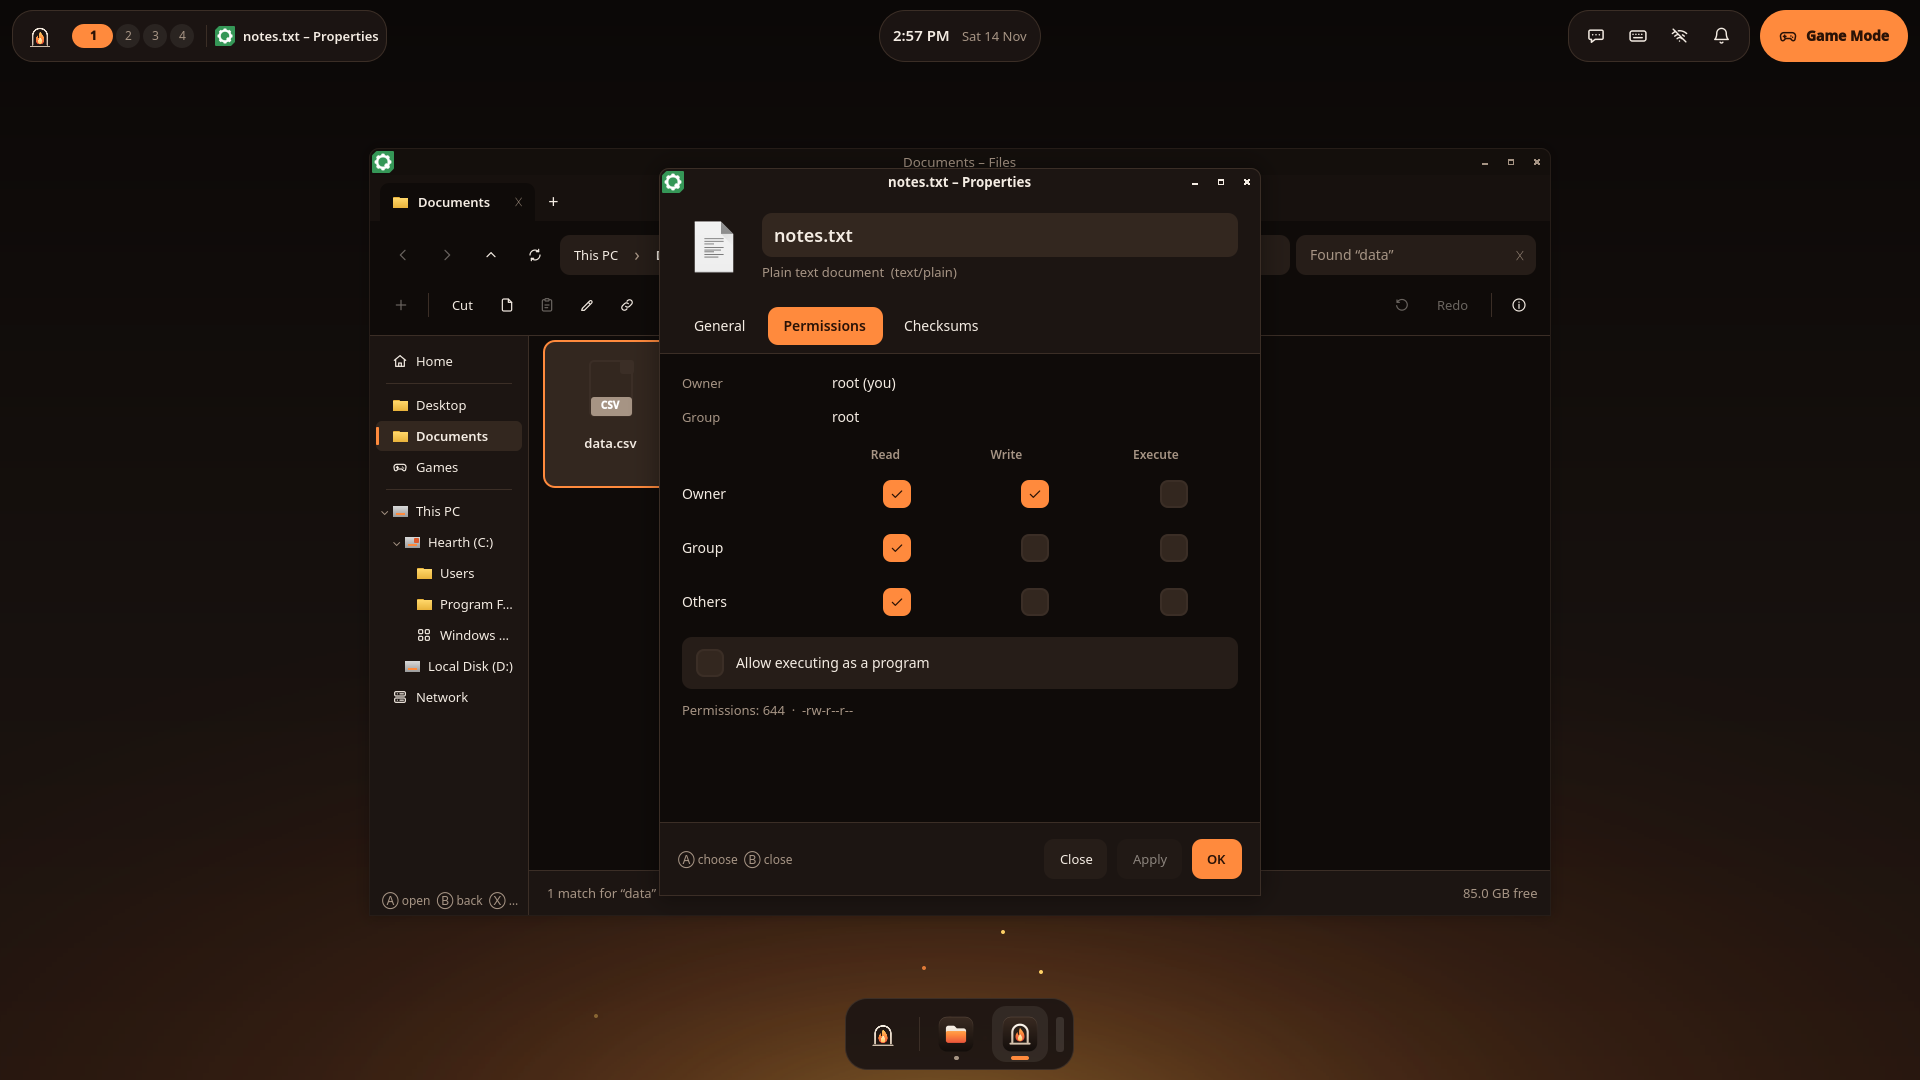 1 2 3 4 notes.txt – Properties
2:57 PM Sat 14 Nov
Game Mode
Documents – Files
Documents X +
This PC › 
Found “data” X
Cut
Redo
Home
Desktop
Documents
Games
This PC
Hearth (C:)
Users
Program F...
Windows ...
Local Disk (D:)
Network
A open B back X ...
CSV
data.csv
1 match for “data”
85.0 GB free
notes.txt – Properties
notes.txt
Plain text document (text/plain)
General Permissions Checksums
Owner root (you)
Group root
Read Write Execute
Owner
Group
Others
Allow executing as a program
Permissions: 644 · -rw-r--r--
A choose B close
Close Apply OK